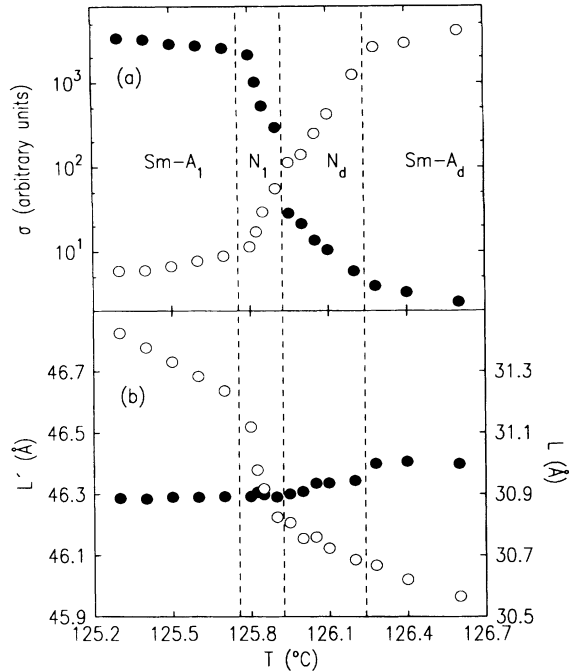 10³
(a)
σ (arbitrary units)
10²
Sm-A₁
N₁
N_d
Sm-A_d
10¹
46.7
(b)
31.3
L´ (Å)
46.5
31.1
L (Å)
46.3
30.9
46.1
30.7
45.9
30.5
125.2
125.5
125.8
126.1
126.4
126.7
T (°C)